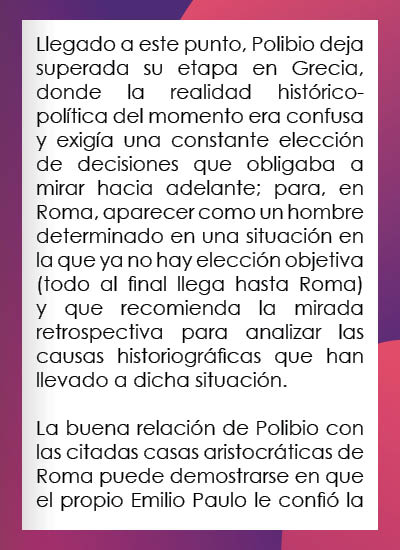 Llegado a este punto, Polibio deja
superada su etapa en Grecia,
donde la realidad histórico-
política del momento era confusa
y exigía una constante elección
de decisiones que obligaba a
mirar hacia adelante; para, en
Roma, aparecer como un hombre
determinado en una situación en
la que ya no hay elección objetiva
(todo al final llega hasta Roma)
y que recomienda la mirada
retrospectiva para analizar las
causas historiográficas que han
llevado a dicha situación.
La buena relación de Polibio con
las citadas casas aristocráticas de
Roma puede demostrarse en que
el propio Emilio Paulo le confió la